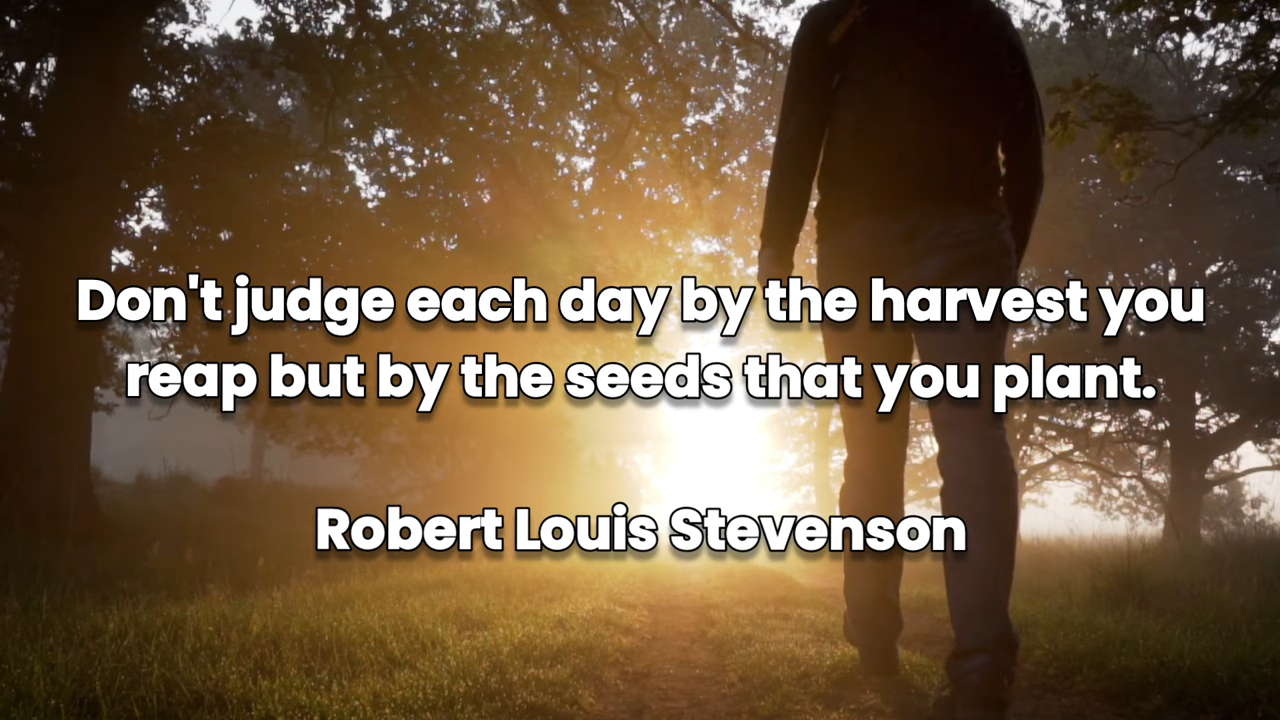 Don't judge each day by the harvest you
reap but by the seeds that you plant.
Robert Louis Stevenson